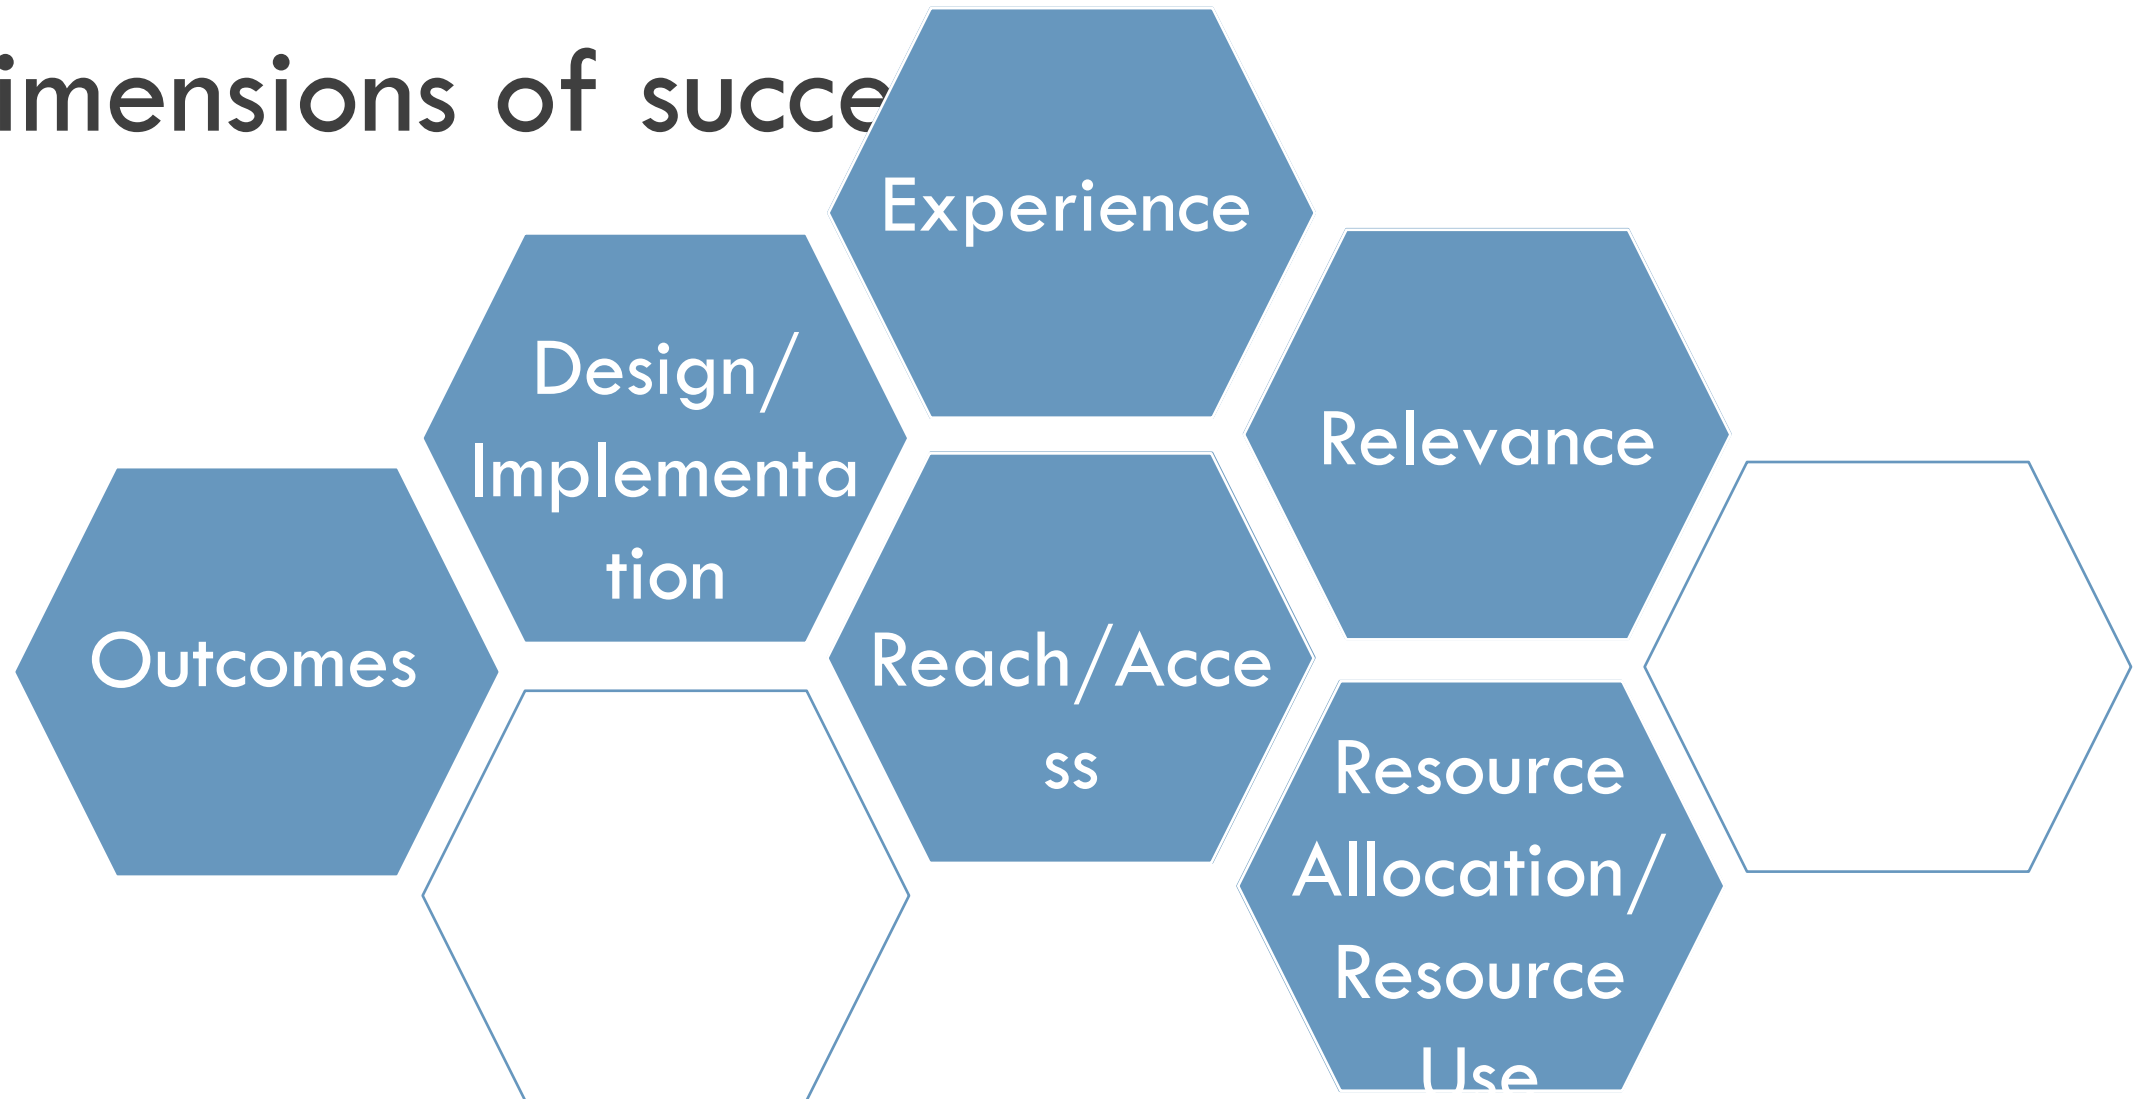 imensions of succe
Experience
Design/
Implementa
tion
Relevance
Outcomes
Reach/Acce
ss
Resource
Allocation/
Resource
Use